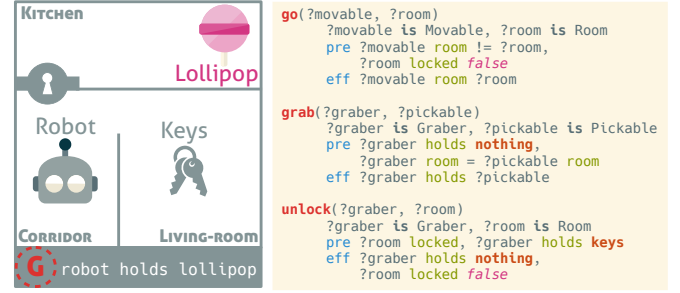 KITCHEN
Lollipop
Robot
Keys
CORRIDOR
LIVING-ROOM
G robot holds lollipop
go(?movable, ?room)
?movable is Movable, ?room is Room
pre ?movable room != ?room,
?room locked false
eff ?movable room ?room
grab(?graber, ?pickable)
?graber is Graber, ?pickable is Pickable
pre ?graber holds nothing,
?graber room = ?pickable room
eff ?graber holds ?pickable
unlock(?graber, ?room)
?graber is Graber, ?room is Room
pre ?room locked, ?graber holds keys
eff ?graber holds nothing,
?room locked false